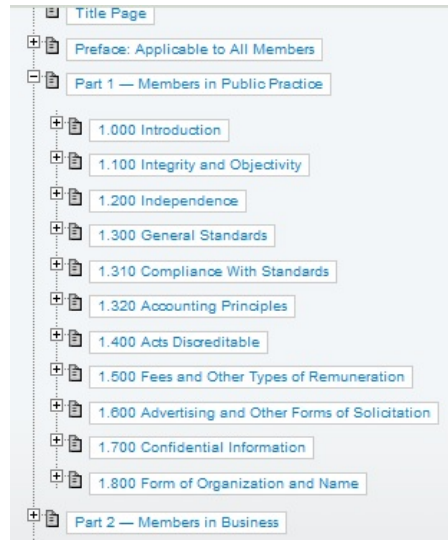 Title Page
Preface: Applicable to All Members
Part 1 — Members in Public Practice
1.000 Introduction
1.100 Integrity and Objectivity
1.200 Independence
1.300 General Standards
1.310 Compliance With Standards
1.320 Accounting Principles
1.400 Acts Discreditable
1.500 Fees and Other Types of Remuneration
1.600 Advertising and Other Forms of Solicitation
1.700 Confidential Information
1.800 Form of Organization and Name
Part 2 — Members in Business